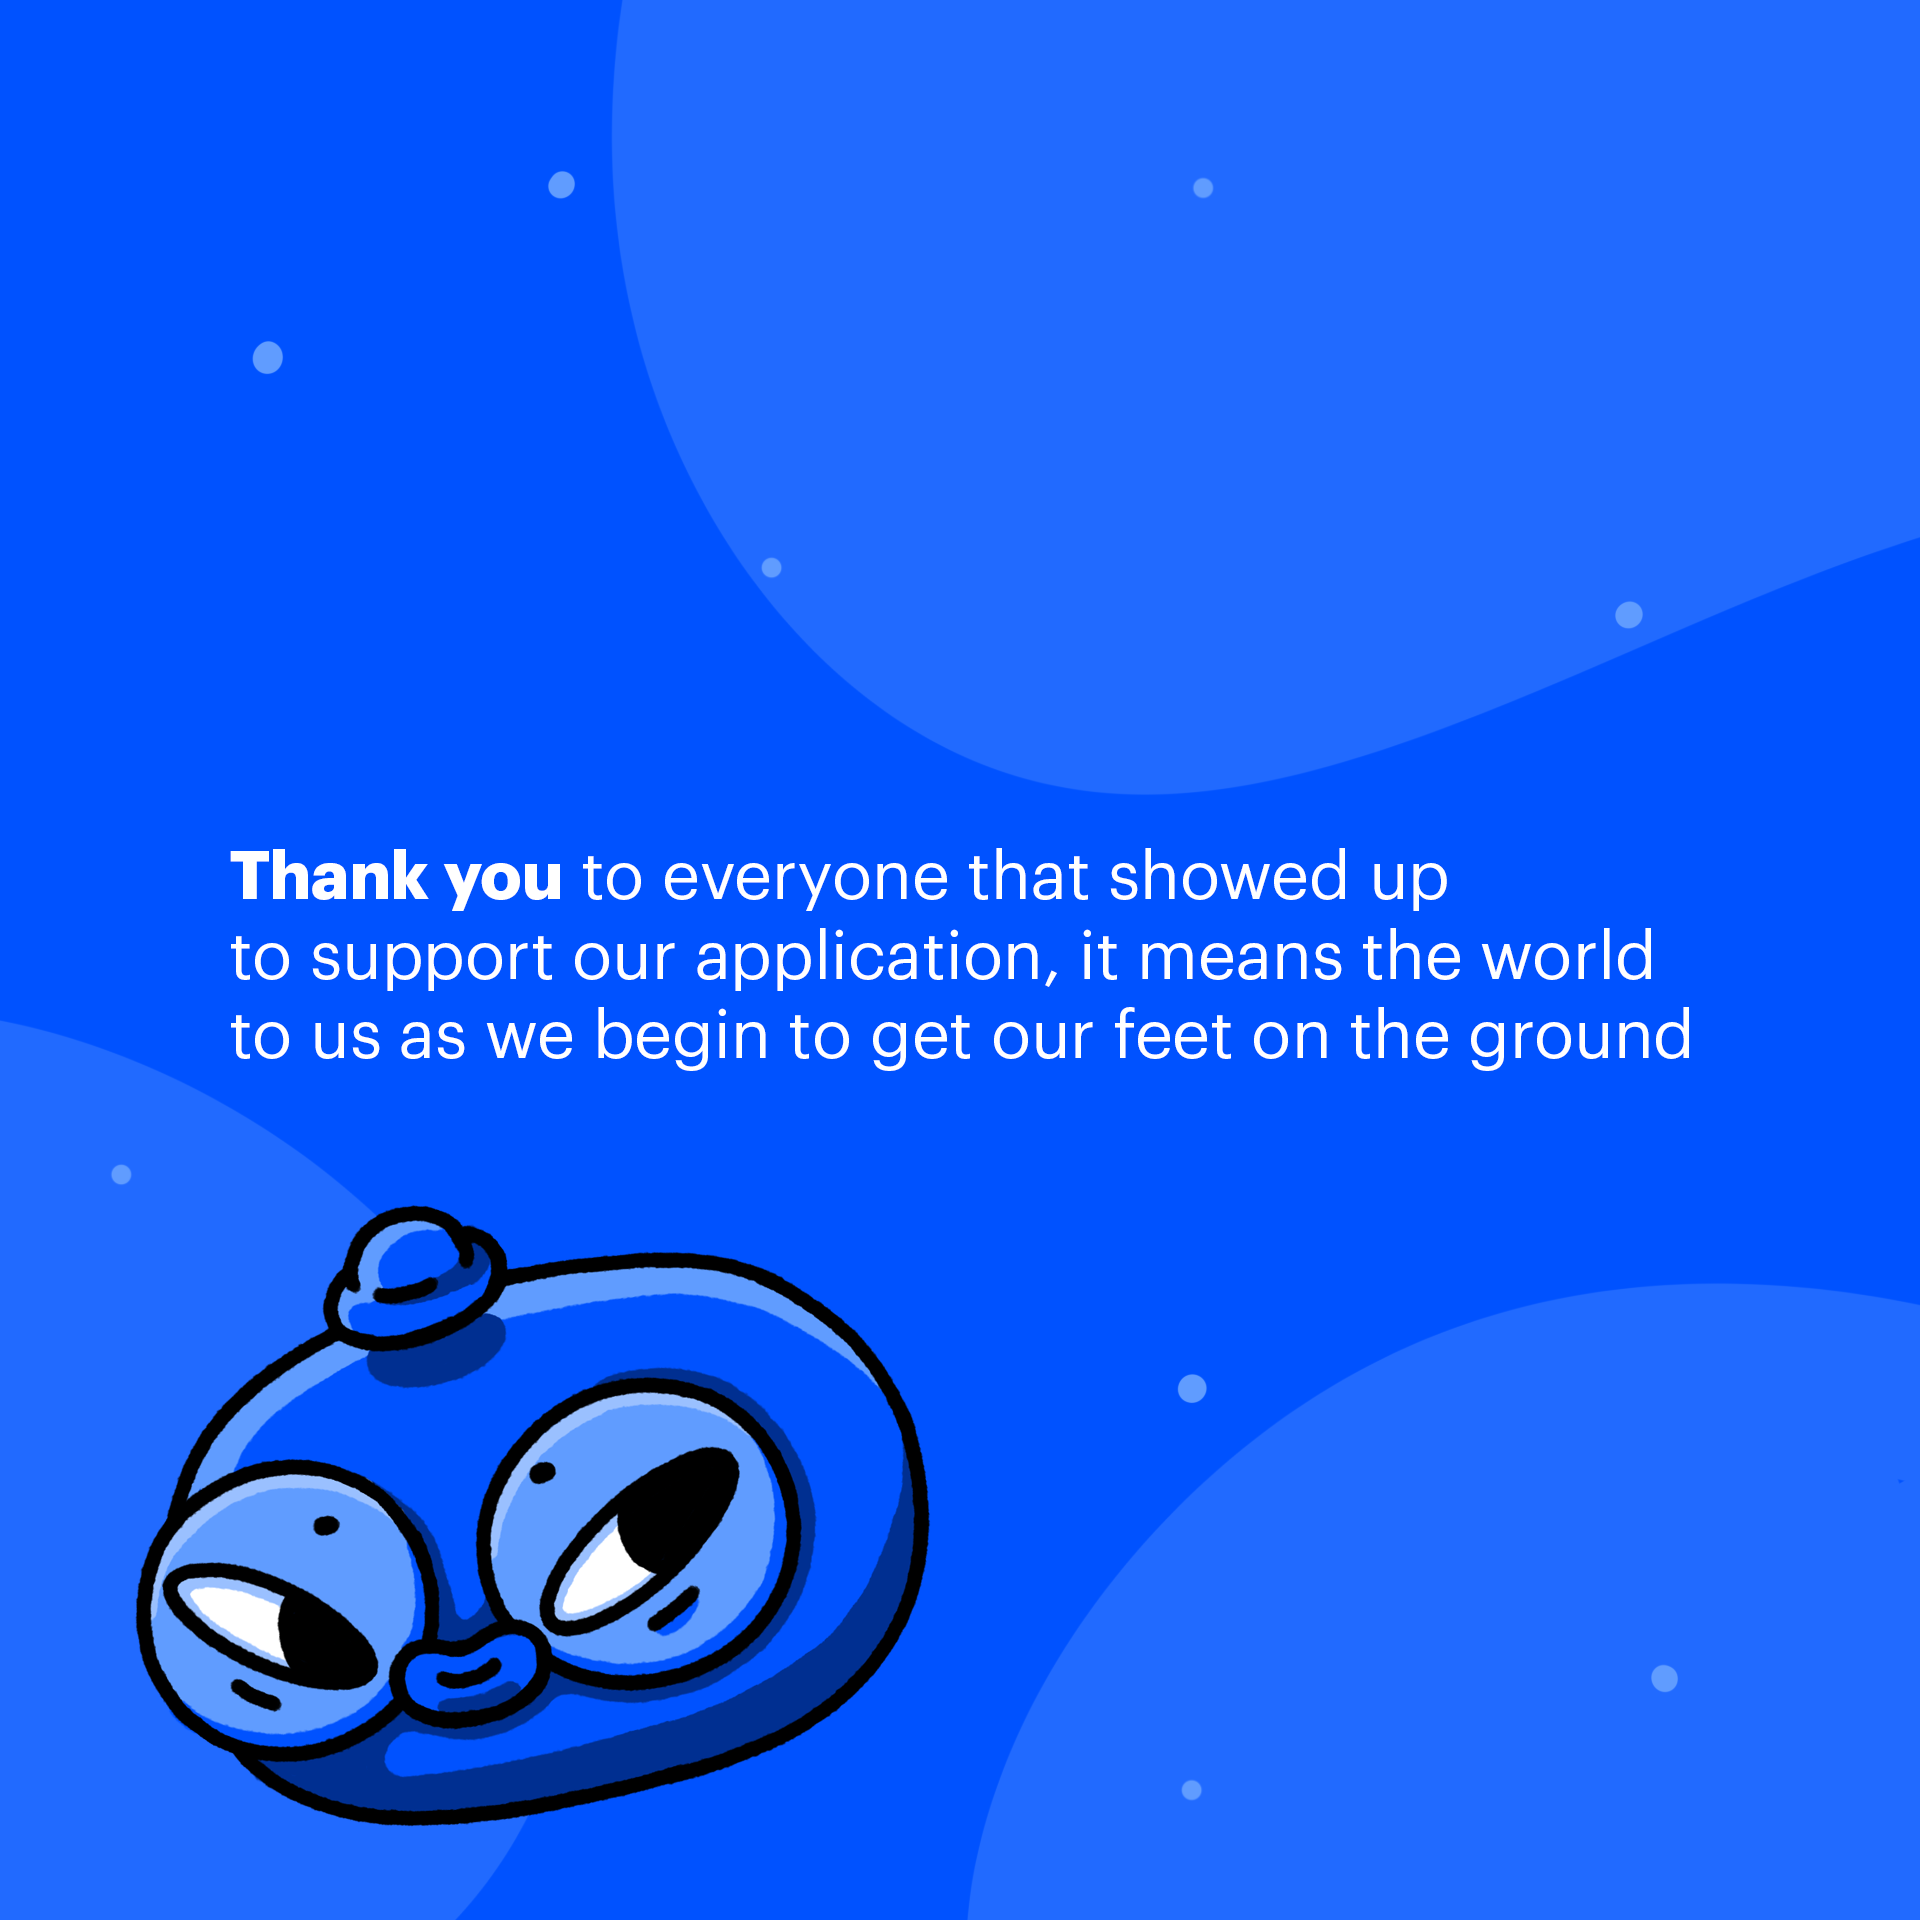 Thank you to everyone that showed up
to support our application, it means the world
to us as we begin to get our feet on the ground